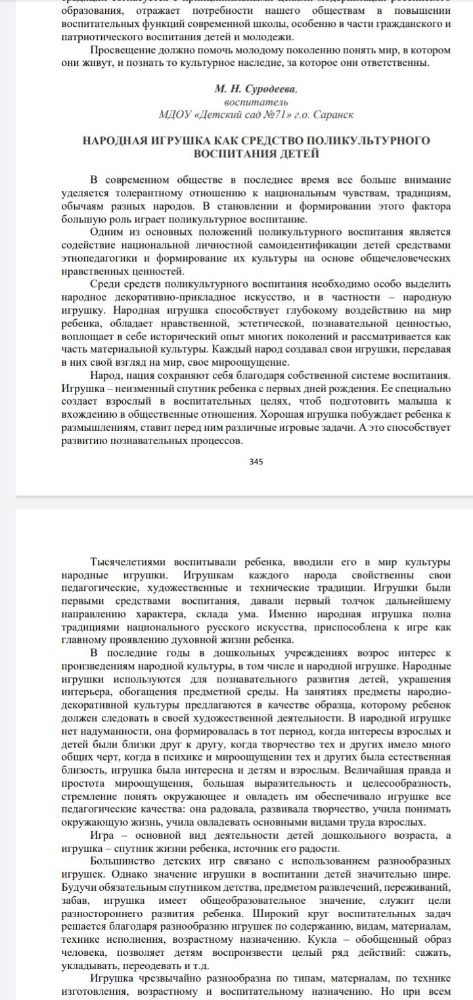 традиций согласуется с принципиальными целями модернизации российского
образования, отражает потребности нашего обществам в повышении
воспитательных функций современной школы, особенно в части гражданского и
патриотического воспитания детей и молодежи.
Просвещение должно помочь молодому поколению понять мир, в котором
они живут, и познать то культурное наследие, за которое они ответственны.
М. Н. Суродеева,
воспитатель
МДОУ «Детский сад №71» г.о. Саранск
НАРОДНАЯ ИГРУШКА КАК СРЕДСТВО ПОЛИКУЛЬТУРНОГО
ВОСПИТАНИЯ ДЕТЕЙ
В современном обществе в последнее время все больше внимание
уделяется толерантному отношению к национальным чувствам, традициям,
обычаям разных народов. В становлении и формировании этого фактора
большую роль играет поликультурное воспитание.
Одним из основных положений поликультурного воспитания является
содействие национальной личностной самоидентификации детей средствами
этнопедагогики и формирование их культуры на основе общечеловеческих
нравственных ценностей.
Среди средств поликультурного воспитания необходимо особо выделить
народное декоративно-прикладное искусство, и в частности – народную
игрушку. Народная игрушка способствует глубокому воздействию на мир
ребенка, обладает нравственной, эстетической, познавательной ценностью,
воплощает в себе исторический опыт многих поколений и рассматривается как
часть материальной культуры. Каждый народ создавал свои игрушки, передавая
в них свой взгляд на мир, свое мироощущение.
Народ, нация сохраняют себя благодаря собственной системе воспитания.
Игрушка – неизменный спутник ребенка с первых дней рождения. Ее специально
создает взрослый в воспитательных целях, чтоб подготовить малыша к
вхождению в общественные отношения. Хорошая игрушка побуждает ребенка к
размышлениям, ставит перед ним различные игровые задачи. А это способствует
развитию познавательных процессов.
345
Тысячелетиями воспитывали ребенка, вводили его в мир культуры
народные игрушки. Игрушкам каждого народа свойственны свои
педагогические, художественные и технические традиции. Игрушки были
первыми средствами воспитания, давали первый толчок дальнейшему
направлению характера, склада ума. Именно народная игрушка полна
традициями национального русского искусства, приспособлена к игре как
главному проявлению духовной жизни ребенка.
В последние годы в дошкольных учреждениях возрос интерес к
произведениям народной культуры, в том числе и народной игрушке. Народные
игрушки используются для познавательного развития детей, украшения
интерьера, обогащения предметной среды. На занятиях предметы народно-
декоративной культуры предлагаются в качестве образца, которому ребенок
должен следовать в своей художественной деятельности. В народной игрушке
нет надуманности, она формировалась в тот период, когда интересы взрослых и
детей были близки друг к другу, когда творчество тех и других имело много
общих черт, когда в психике и мироощущении тех и других была естественная
близость, игрушка была интересна и детям и взрослым. Величайшая правда и
простота мироощущения, большая выразительность и целесообразность,
стремление понять окружающее и овладеть им обеспечивало игрушке все
педагогические качества: она радовала, развивала творчество, учила понимать
окружающую жизнь, учила овладевать основными видами труда взрослых.
Игра – основной вид деятельности детей дошкольного возраста, а
игрушка – спутник жизни ребенка, источник его радости.
Большинство детских игр связано с использованием разнообразных
игрушек. Однако значение игрушки в воспитании детей значительно шире.
Будучи обязательным спутником детства, предметом развлечений, переживаний,
забав, игрушка имеет общеобразовательное значение, служит цели
разностороннего развития ребенка. Широкий круг воспитательных задач
решается благодаря разнообразию игрушек по содержанию, видам, материалам,
технике исполнения, возрастному назначению. Кукла – обобщенный образ
человека, позволяет детям воспроизвести целый ряд действий: сажать,
укладывать, переодевать и т.д.
Игрушка чрезвычайно разнообразна по типам, материалам, по технике
изготовления, возрастному и воспитательному назначению. Но при всем